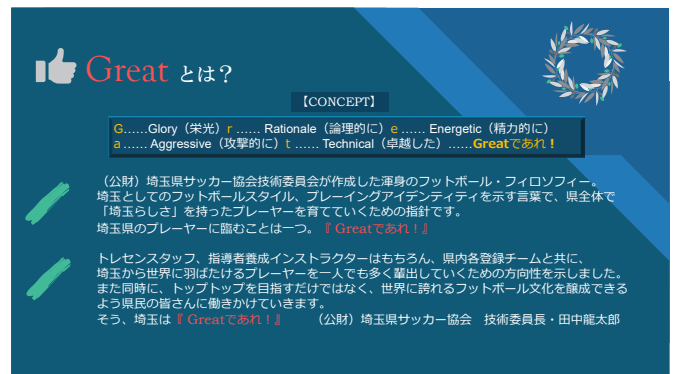 Great とは？
【CONCEPT】
G……Glory（栄光）r …… Rationale（論理的に）e …… Energetic（精力的に）
a …… Aggressive（攻撃的に）t …… Technical（卓越した）……Greatであれ！
（公財）埼玉県サッカー協会技術委員会が作成した渾身のフットボール・フィロソフィー。
埼玉としてのフットボールスタイル、プレーイングアイデンティティを示す言葉で、県全体で
「埼玉らしさ」を持ったプレーヤーを育てていくための指針です。
埼玉県のプレーヤーに臨むことは一つ。『 Greatであれ！』
トレセンスタッフ、指導者養成インストラクターはもちろん、県内各登録チームと共に、
埼玉から世界に羽ばたけるプレーヤーを一人でも多く輩出していくための方向性を示しました。
また同時に、トップトップを目指すだけではなく、世界に誇れるフットボール文化を醸成できる
よう県民の皆さんに働きかけていきます。
そう、埼玉は『 Greatであれ！』　（公財）埼玉県サッカー協会　技術委員長・田中龍太郎